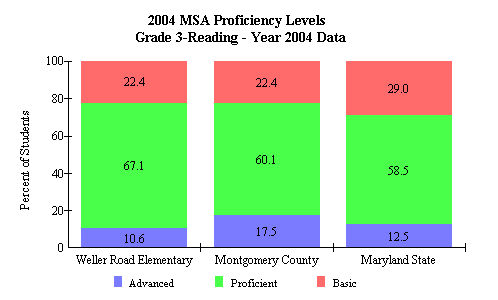 2004 MSA Proficiency Levels
Grade 3-Reading - Year 2004 Data
Percent of Students
100
80
60
40
20
0
22.4 22.4 29.0
67.1 60.1 58.5
10.6 17.5 12.5
Weller Road Elementary Montgomery County Maryland State
Advanced Proficient Basic